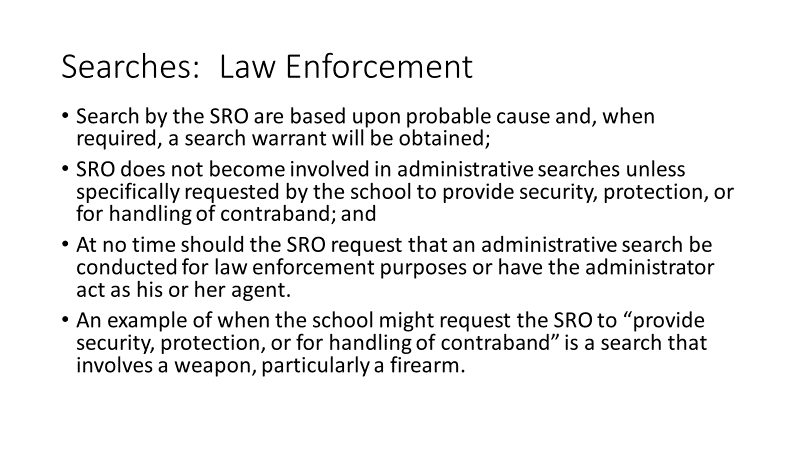 Searches:  Law Enforcement
• Search by the SRO are based upon probable cause and, when
required, a search warrant will be obtained;
• SRO does not become involved in administrative searches unless
specifically requested by the school to provide security, protection, or
for handling of contraband; and
• At no time should the SRO request that an administrative search be
conducted for law enforcement purposes or have the administrator
act as his or her agent.
• An example of when the school might request the SRO to “provide
security, protection, or for handling of contraband” is a search that
involves a weapon, particularly a firearm.